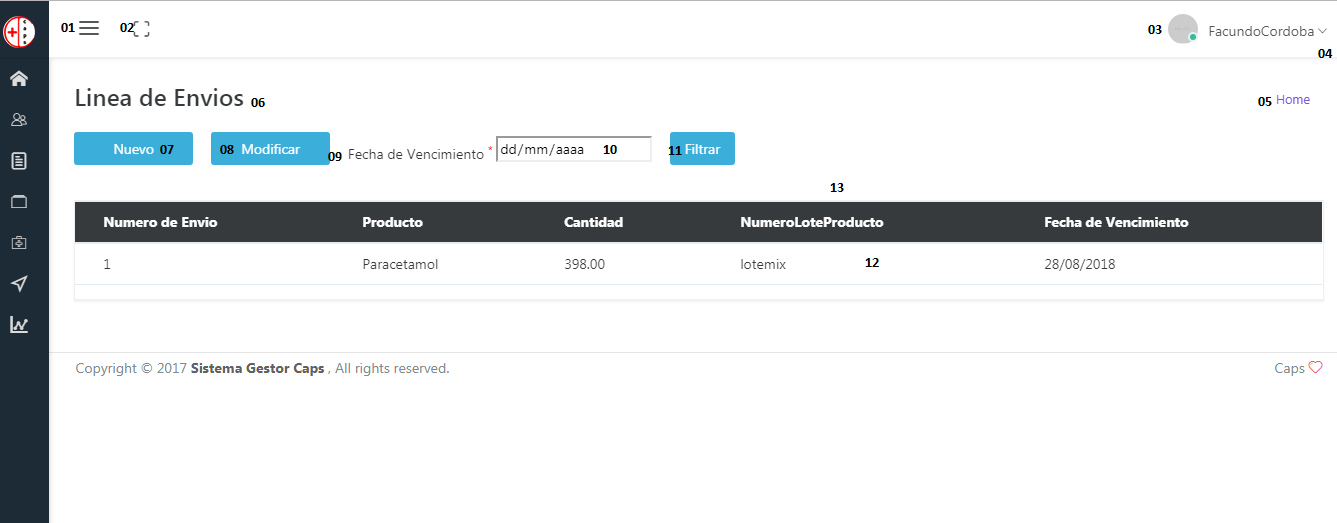 01 02 03 FacundoCordoba
04
Linea de Envios 06 05 Home
Nuevo 07 08 Modificar 09 Fecha de Vencimiento * dd/mm/aaaa 10 11 Filtrar
13
Numero de Envio Producto Cantidad NumeroLoteProducto Fecha de Vencimiento
1 Paracetamol 398.00 lotemix 12 28/08/2018
Copyright © 2017 Sistema Gestor Caps , All rights reserved. Caps